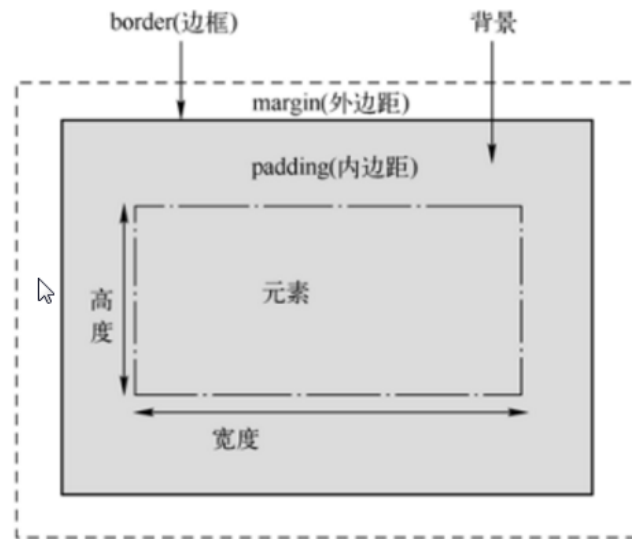 border(边框)
背景
margin(外边距)
padding(内边距)
元素
高度
宽度